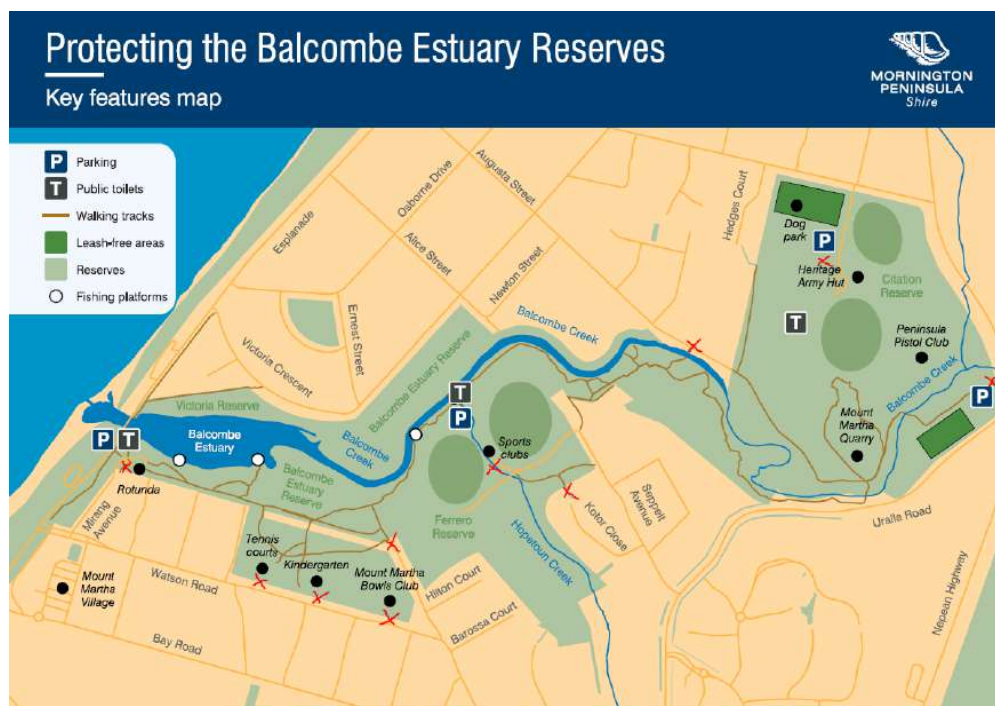 Protecting the Balcombe Estuary Reserves
Key features map
MORNINGTON
PENINSULA
Shire
P Parking
T Public toilets
Walking tracks
Leash-free areas
Reserves
Fishing platforms
Esplanade
Osborne Drive
Augusta Street
Alice Street
Newton Street
Ernest Street
Victoria Crescent
Hedges Court
Dog
park
P
Heritage
Army Hut
Citation
Reserve
T
Peninsula
Pistol Club
Balcombe Creek
Balcombe Creek
P
Mount
Martha
Quarry
Victoria Reserve
Balcombe Estuary Reserve
T
P
P
T
Balcombe
Estuary
Balcombe
Creek
Balcombe
Estuary
Reserve
Sports
clubs
Rotunda
Mirang
Avenue
Ferrero
Reserve
Hopetoun Creek
Kotor Close
Seppelt
Avenue
Uralla Road
Nepean Highway
Tennis
courts
Kindergarten
Mount Martha
Bowls Club
Hilton Court
Barossa Court
Mount
Martha
Village
Watson Road
Bay Road